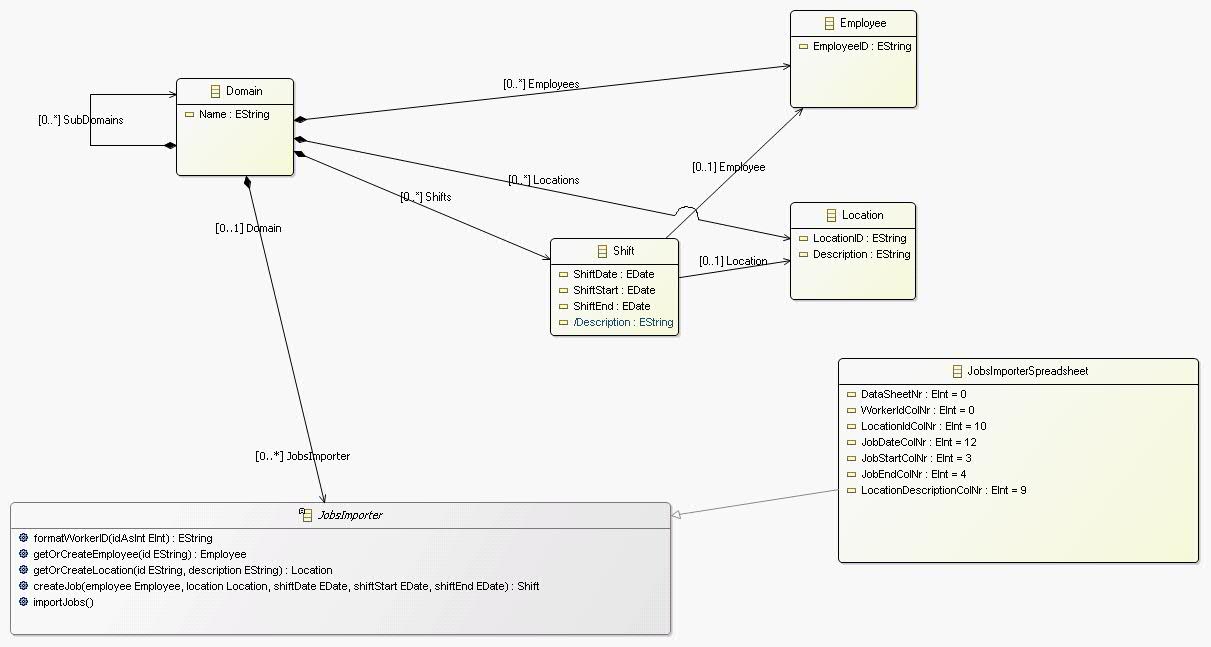 Employee
EmployeeID : EString
Domain
Name : EString
[0..*] SubDomains
[0..*] Employees
[0..1] Employee
[0..*] Locations
[0..*] Shifts
[0..1] Domain
Location
LocationID : EString
Description : EString
[0..1] Location
Shift
ShiftDate : EDate
ShiftStart : EDate
ShiftEnd : EDate
/Description : EString
JobsImporterSpreadsheet
DataSheetNr : EInt = 0
WorkerIdColNr : EInt = 0
LocationIdColNr : EInt = 10
JobDateColNr : EInt = 12
JobStartColNr : EInt = 3
JobEndColNr : EInt = 4
LocationDescriptionColNr : EInt = 9
[0..*] JobsImporter
JobsImporter
formatWorkerID(idAsInt EInt) : EString
getOrCreateEmployee(id EString) : Employee
getOrCreateLocation(id EString, description EString) : Location
createJob(employee Employee, location Location, shiftDate EDate, shiftStart EDate, shiftEnd EDate) : Shift
importJobs()